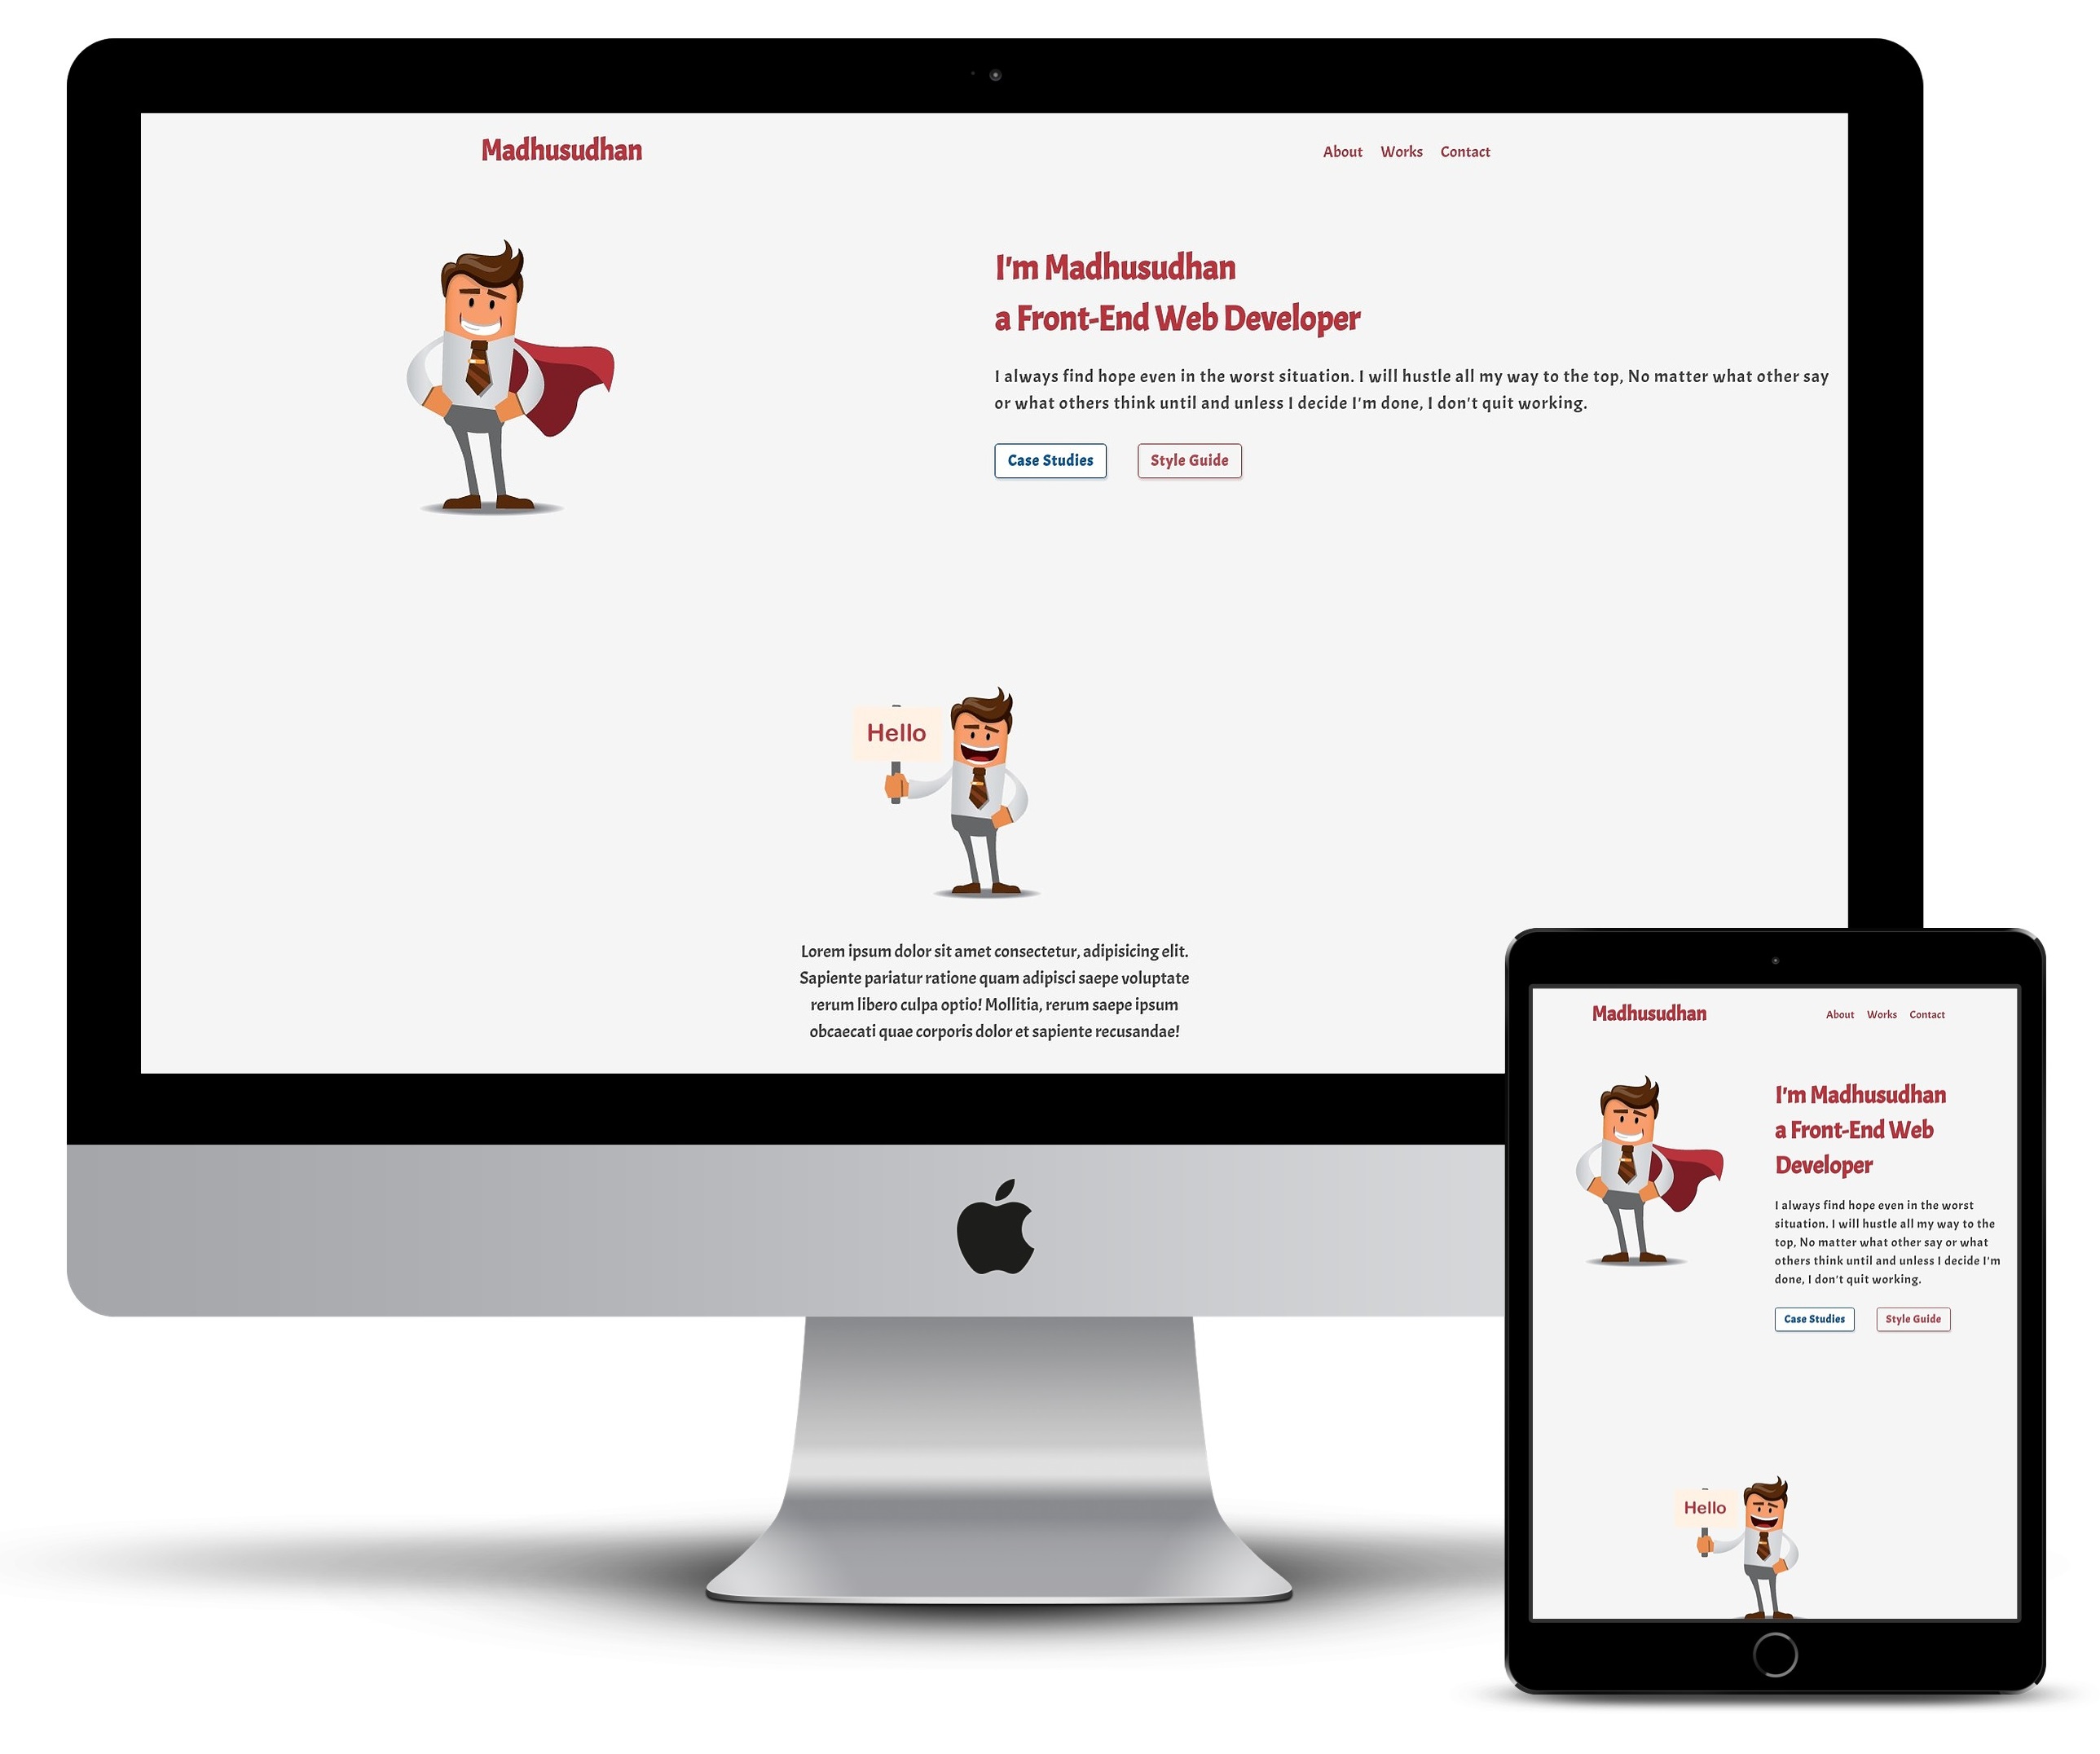 Madhusudhan
About Works Contact
I'm Madhusudhan
a Front-End Web Developer
I always find hope even in the worst situation. I will hustle all my way to the top, No matter what other say
or what others think until and unless I decide I'm done, I don't quit working.
Case Studies Style Guide
Hello
Lorem ipsum dolor sit amet consectetur, adipisicing elit.
Sapiente pariatur ratione quam adipisci saepe voluptate
rerum libero culpa optio! Mollitia, rerum saepe ipsum
obcaecati quae corporis dolor et sapiente recusandae!
Madhusudhan
About Works Contact
I'm Madhusudhan
a Front-End Web
Developer
I always find hope even in the worst
situation. I will hustle all my way to the
top, No matter what other say or what
others think until and unless I decide I'm
done, I don't quit working.
Case Studies Style Guide
Hello